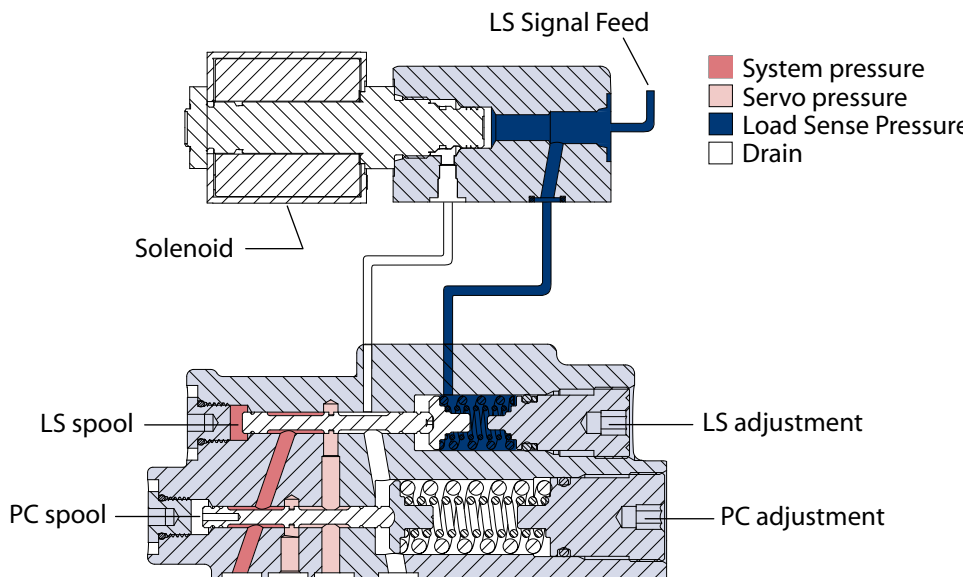 LS Signal Feed
System pressure
Servo pressure
Load Sense Pressure
Drain
Solenoid
LS spool
LS adjustment
PC spool
PC adjustment